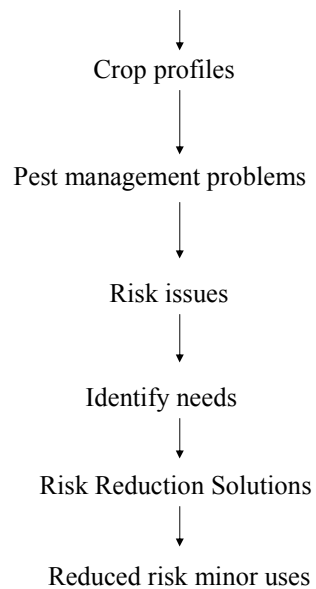 Crop profiles
Pest management problems
Risk issues
Identify needs
Risk Reduction Solutions
Reduced risk minor uses